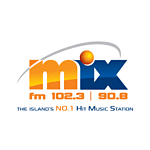 mix
fm 102.3 | 90.8
THE ISLAND'S NO.1 HIT MUSIC STATION